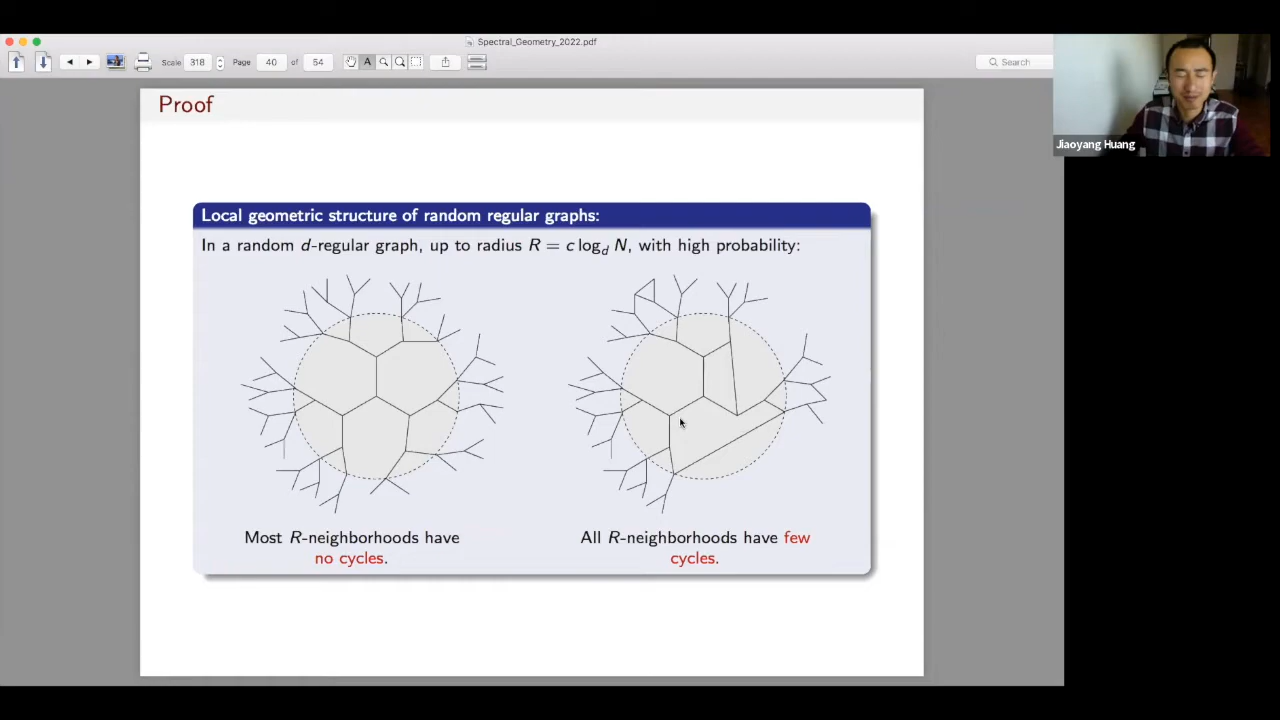 Spectral_Geometry_2022.pdf
Scale 318 Page 40 of 54 A Search
Proof
Jiaoyang Huang
Local geometric structure of random regular graphs:
In a random d-regular graph, up to radius R = c log_d N, with high probability:
Most R-neighborhoods have
no cycles.
All R-neighborhoods have few
cycles.